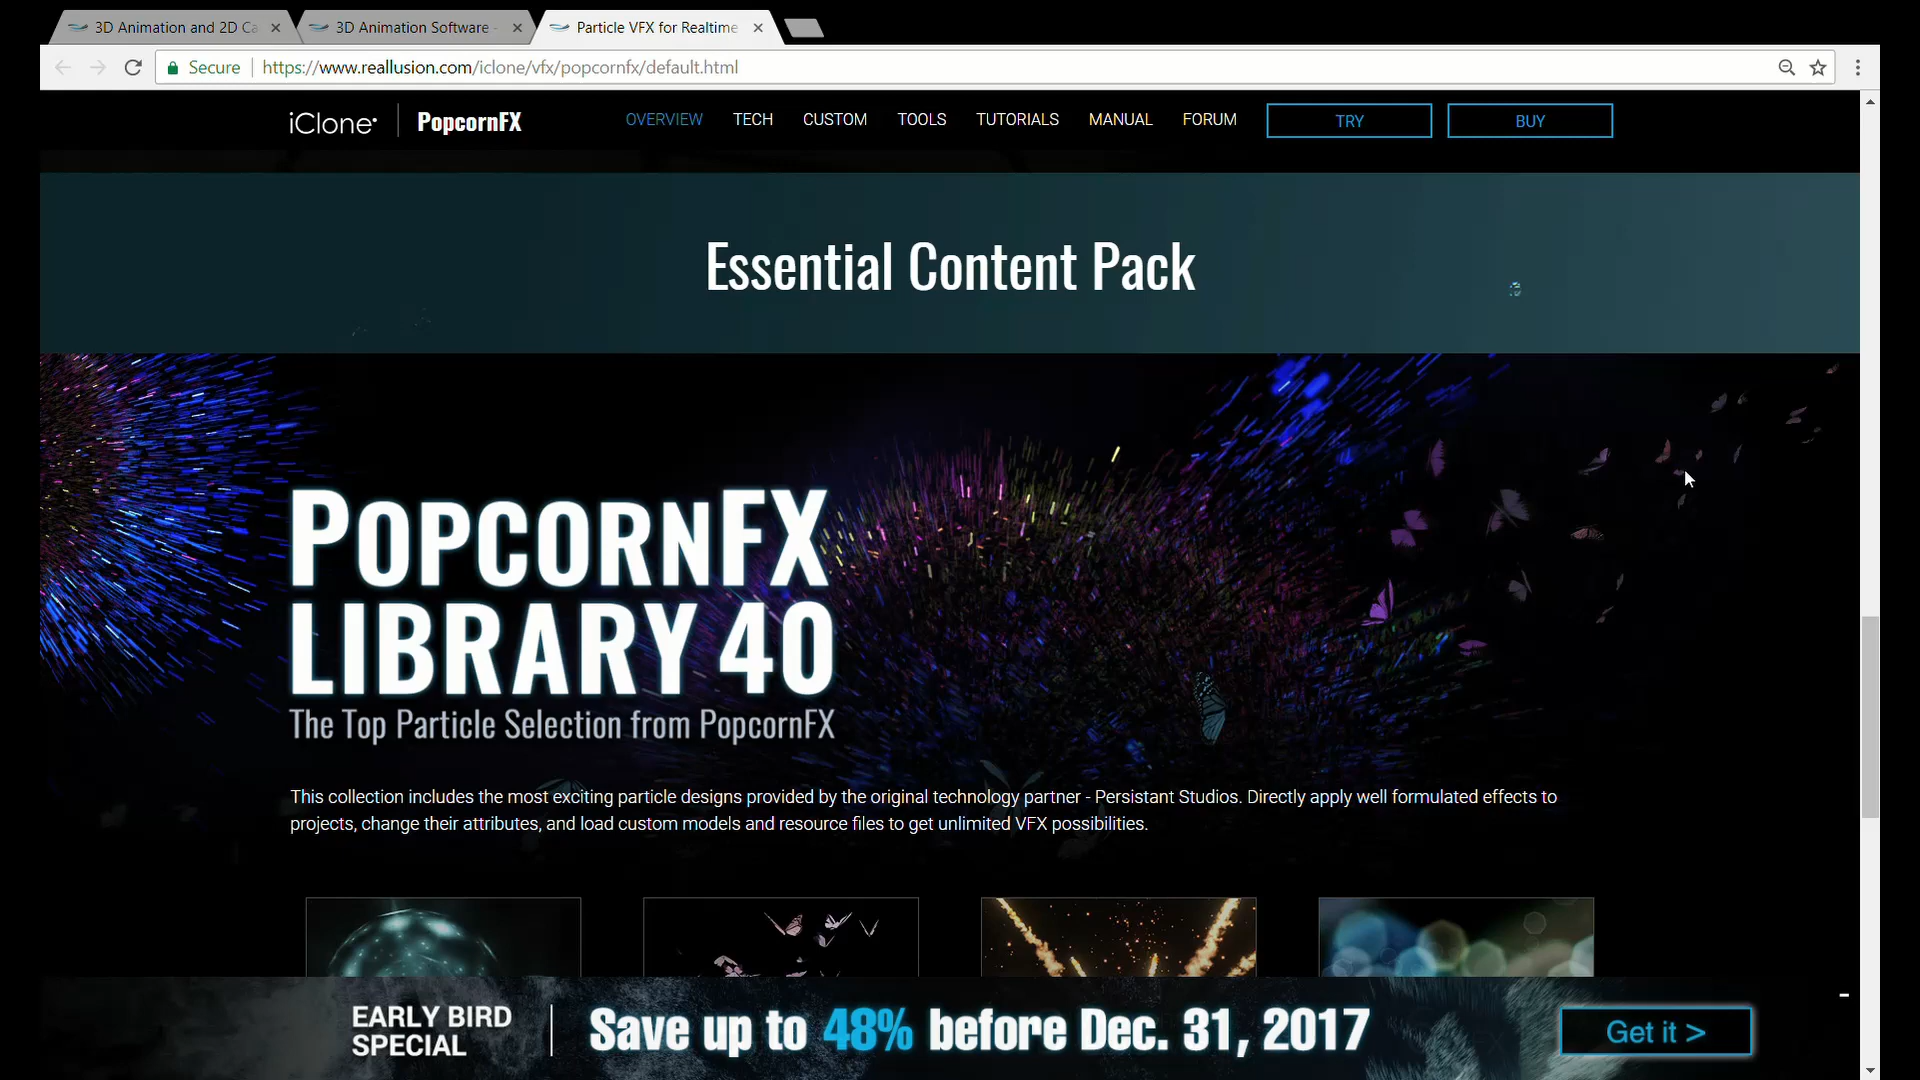 3D Animation and 2D Ca
3D Animation Software -
Particle VFX for Realtime
Secure
https://www.reallusion.com/iclone/vfx/popcornfx/default.html
iClone
PopcornFX
OVERVIEW
TECH
CUSTOM
TOOLS
TUTORIALS
MANUAL
FORUM
TRY
BUY
Essential Content Pack
POPCORNFX
LIBRARY 40
The Top Particle Selection from PopcornFX
This collection includes the most exciting particle designs provided by the original technology partner - Persistant Studios. Directly apply well formulated effects to
projects, change their attributes, and load custom models and resource files to get unlimited VFX possibilities.
EARLY BIRD
SPECIAL
Save up to 48% before Dec. 31, 2017
Get it >